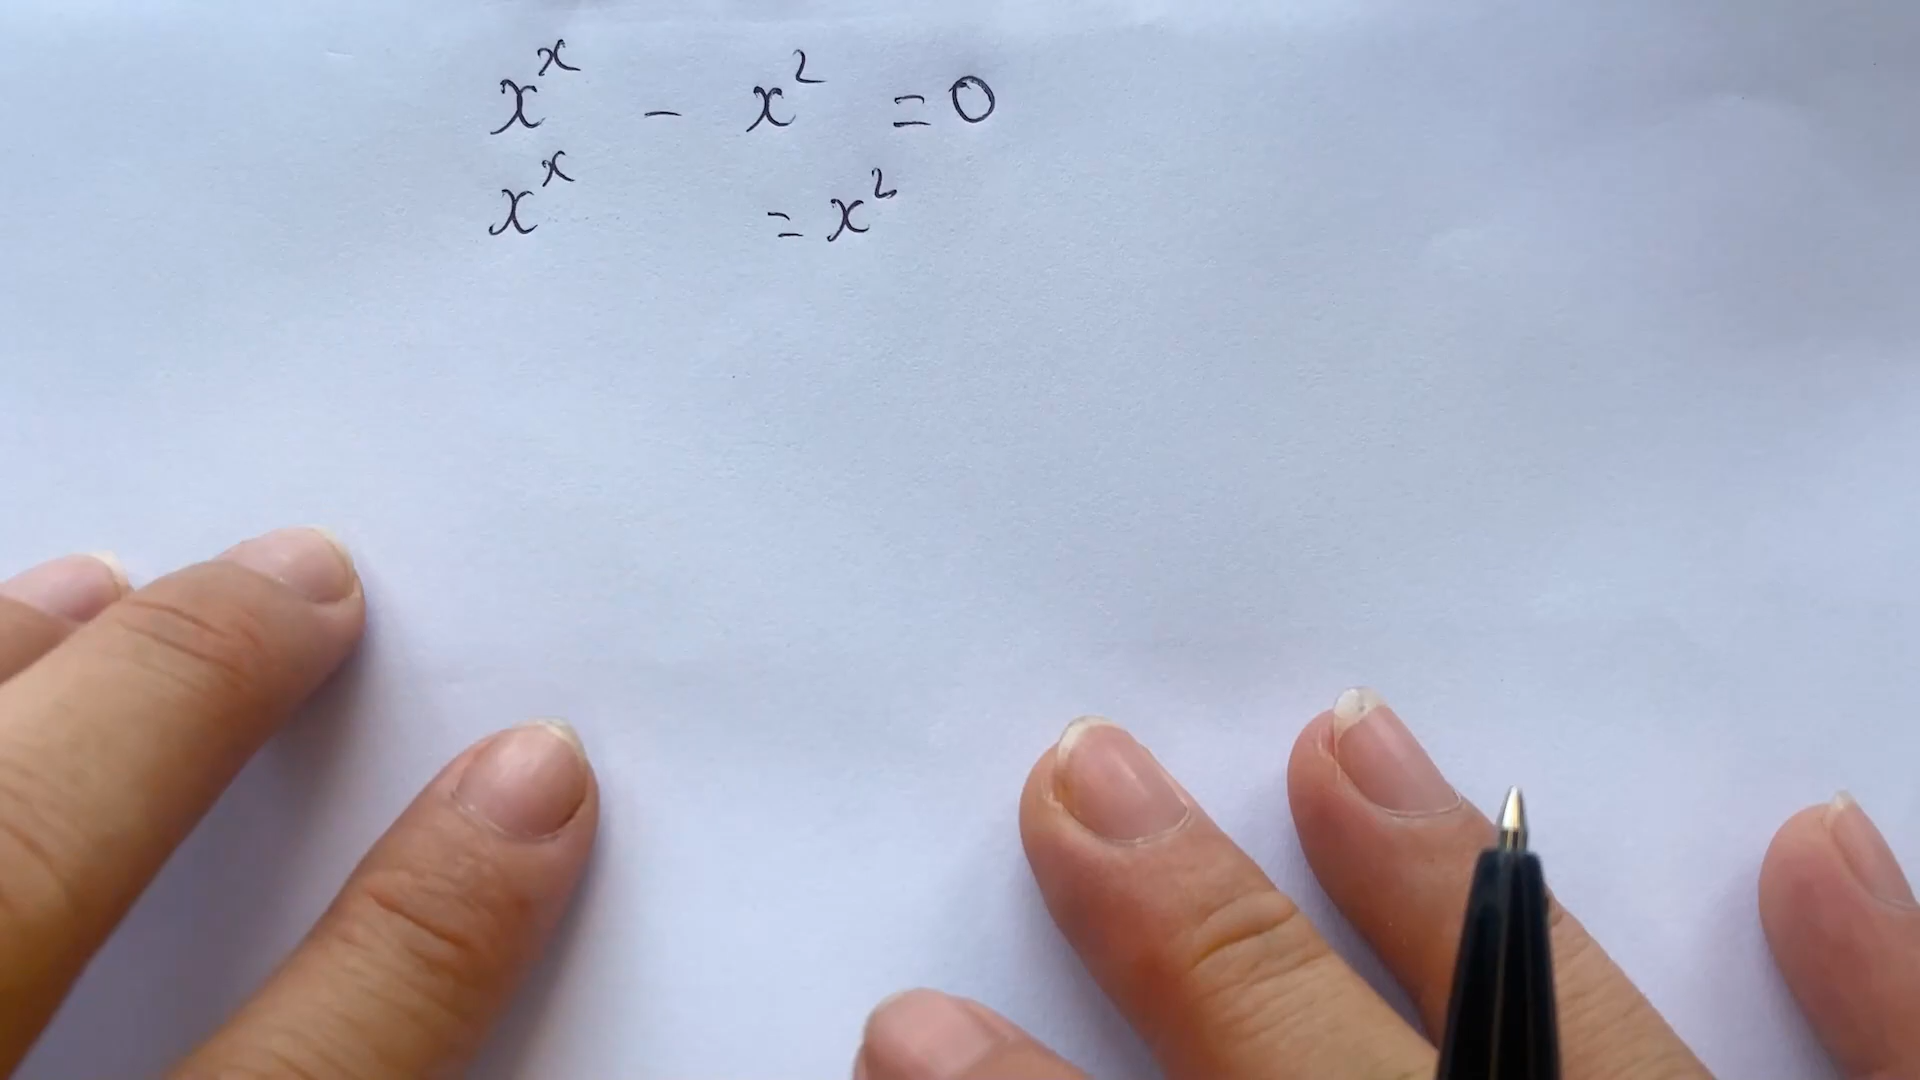 x^x - x^2 = 0
x^x = x^2